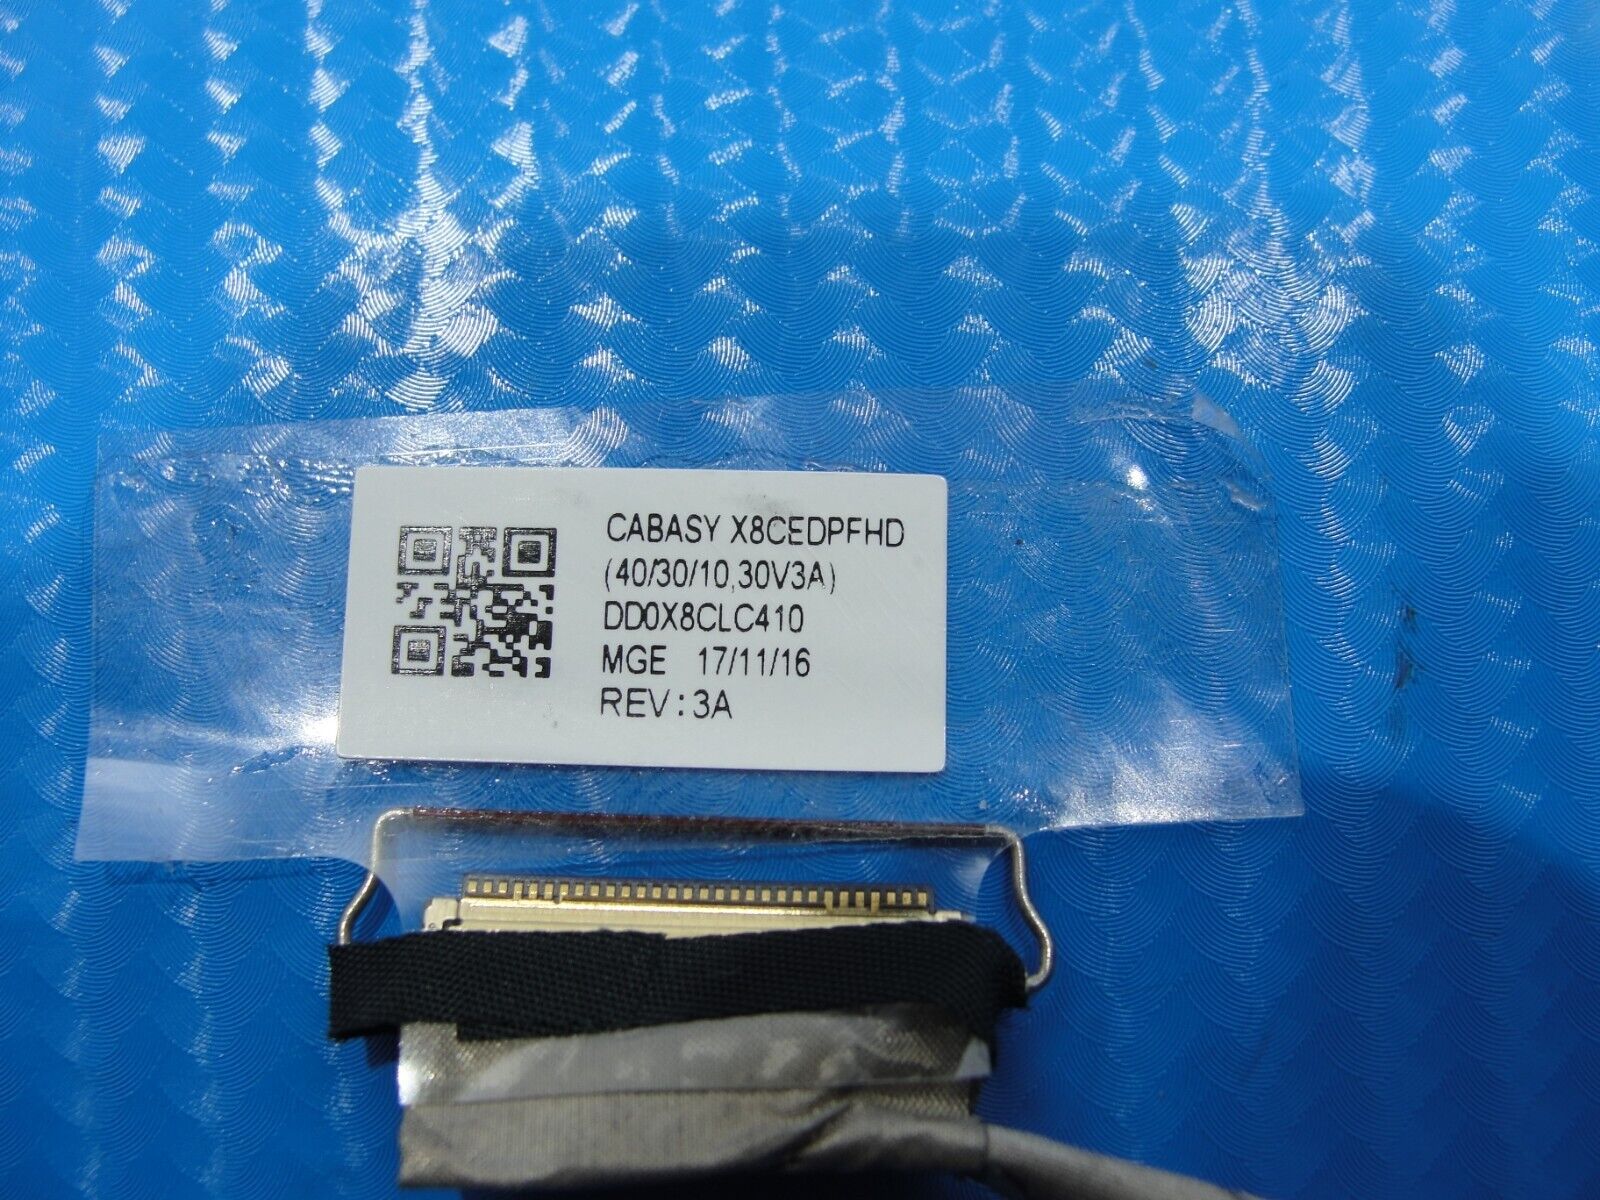 CABASY X8CEDPFHD
(40/30/10,30V3A)
DD0X8CLC410
MGE 17/11/16
REV:3A